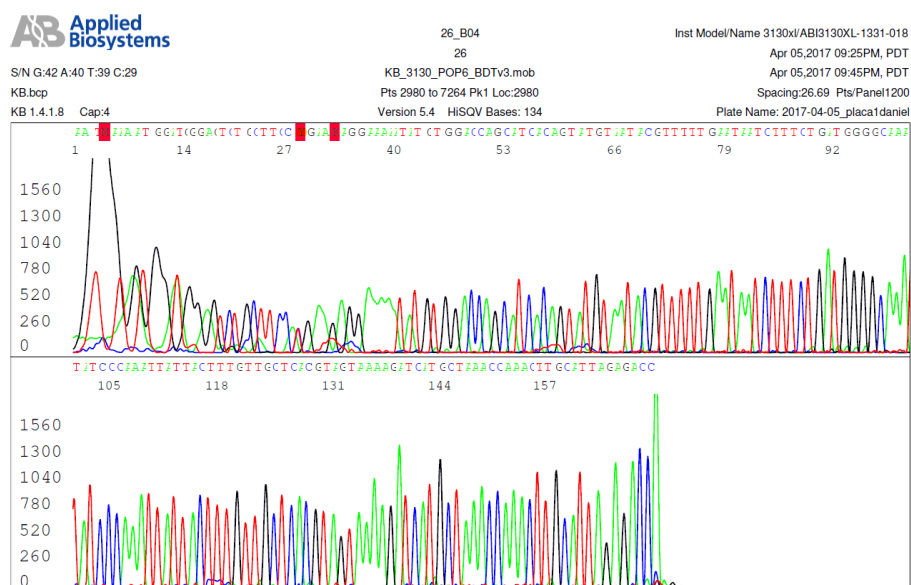 AB Applied
Biosystems
26_B04
Inst Model/Name 3130xl/ABI3130XL-1331-018
26
Apr 05,2017 09:25PM, PDT
S/N G:42 A:40 T:39 C:29
KB_3130_POP6_BDTv3.mob
Apr 05,2017 09:45PM, PDT
KB.bcp
Pts 2980 to 7264 Pk1 Loc:2980
Spacing:26.69 Pts/Panel1200
KB 1.4.1.8 Cap:4
Version 5.4 HiSQV Bases: 134
Plate Name: 2017-04-05_placa1daniel
AGGAAAATATCTGGACCAGCATCACAGTATGTAATACGTTTTTGAATAATCTTTCTGATGGGGCAAA
1 14 27 40 53 66 79 92
1560
1300
1040
780
520
260
0
TATCCCAAATTATTACTTTGTTGCTCACGTAGTAAAAGATCATGCTAAACCAAACTTGCATTAGAGACC
105 118 131 144 157
1560
1300
1040
780
520
260
0